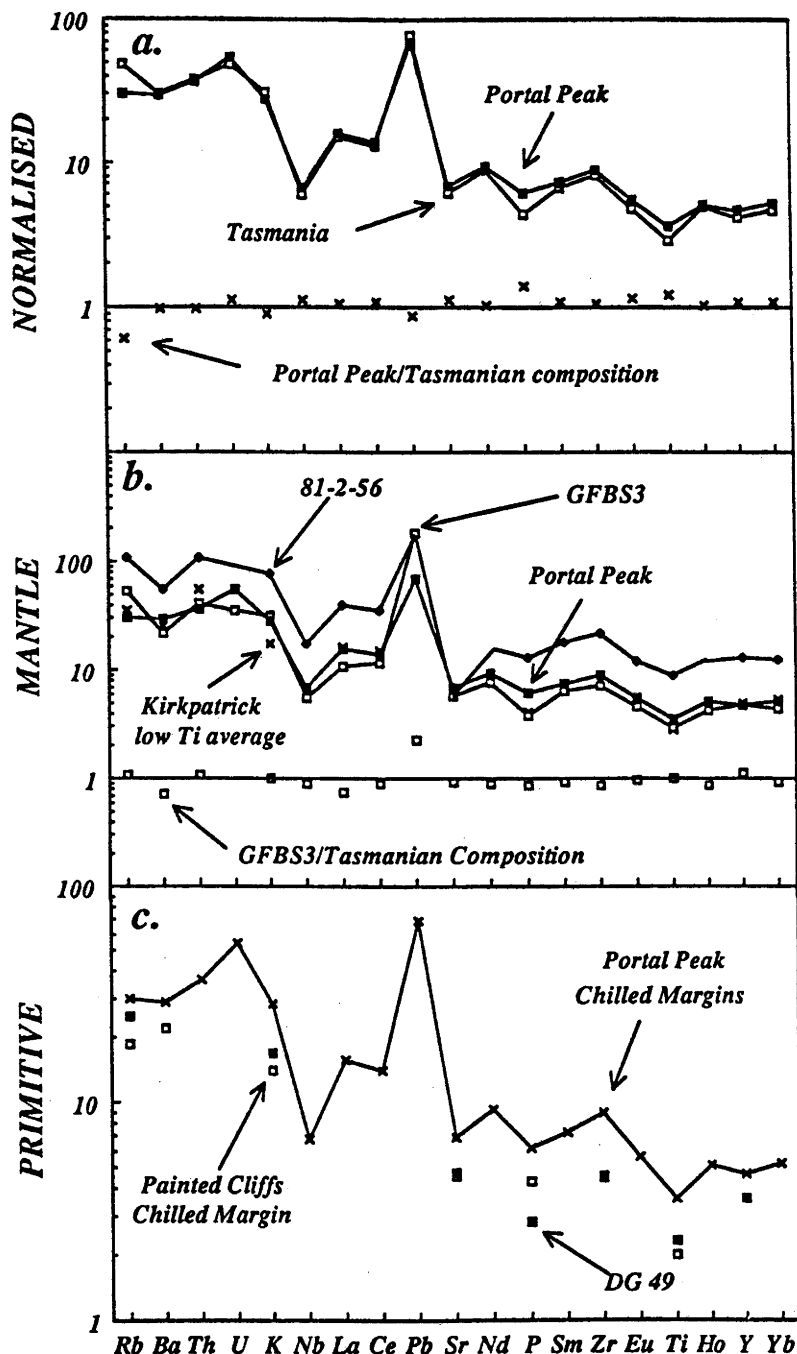 100
a.
Portal Peak
10
Tasmania
1
Portal Peak/Tasmanian composition
NORMALISED
b.
81-2-56
GFBS3
100
Portal Peak
10
Kirkpatrick
low Ti average
1
GFBS3/Tasmanian Composition
MANTLE
100
c.
Portal Peak
Chilled Margins
10
Painted Cliffs
Chilled Margin
DG 49
1
PRIMITIVE
Rb Ba Th U K Nb La Ce Pb Sr Nd P Sm Zr Eu Ti Ho Y Yb